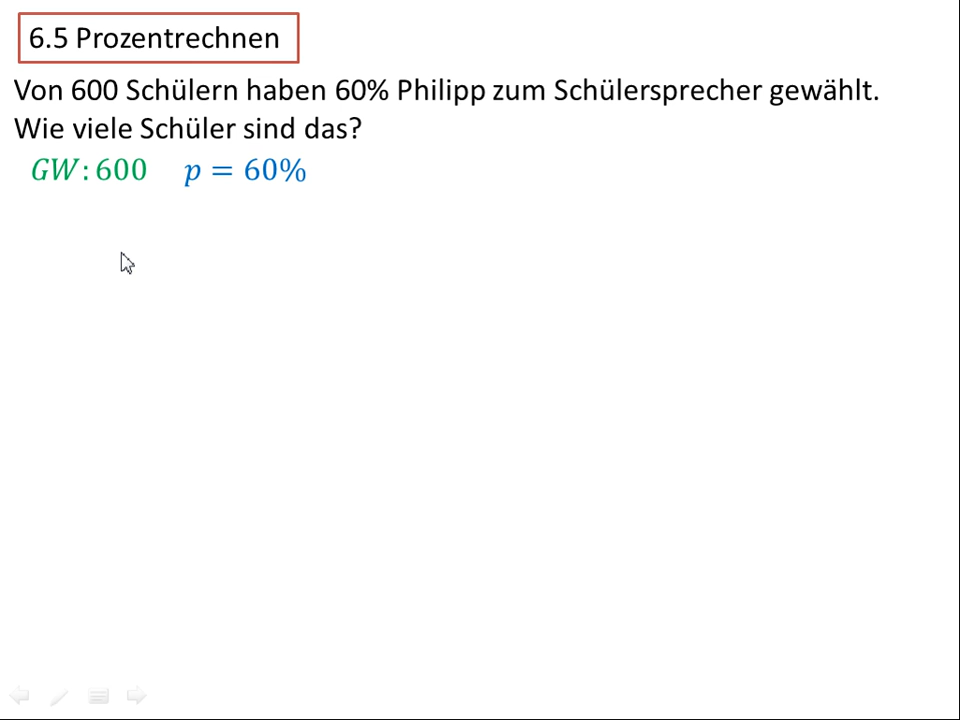 6.5 Prozentrechnen
Von 600 Schülern haben 60% Philipp zum Schülersprecher gewählt.
Wie viele Schüler sind das?
GW: 600 p = 60%